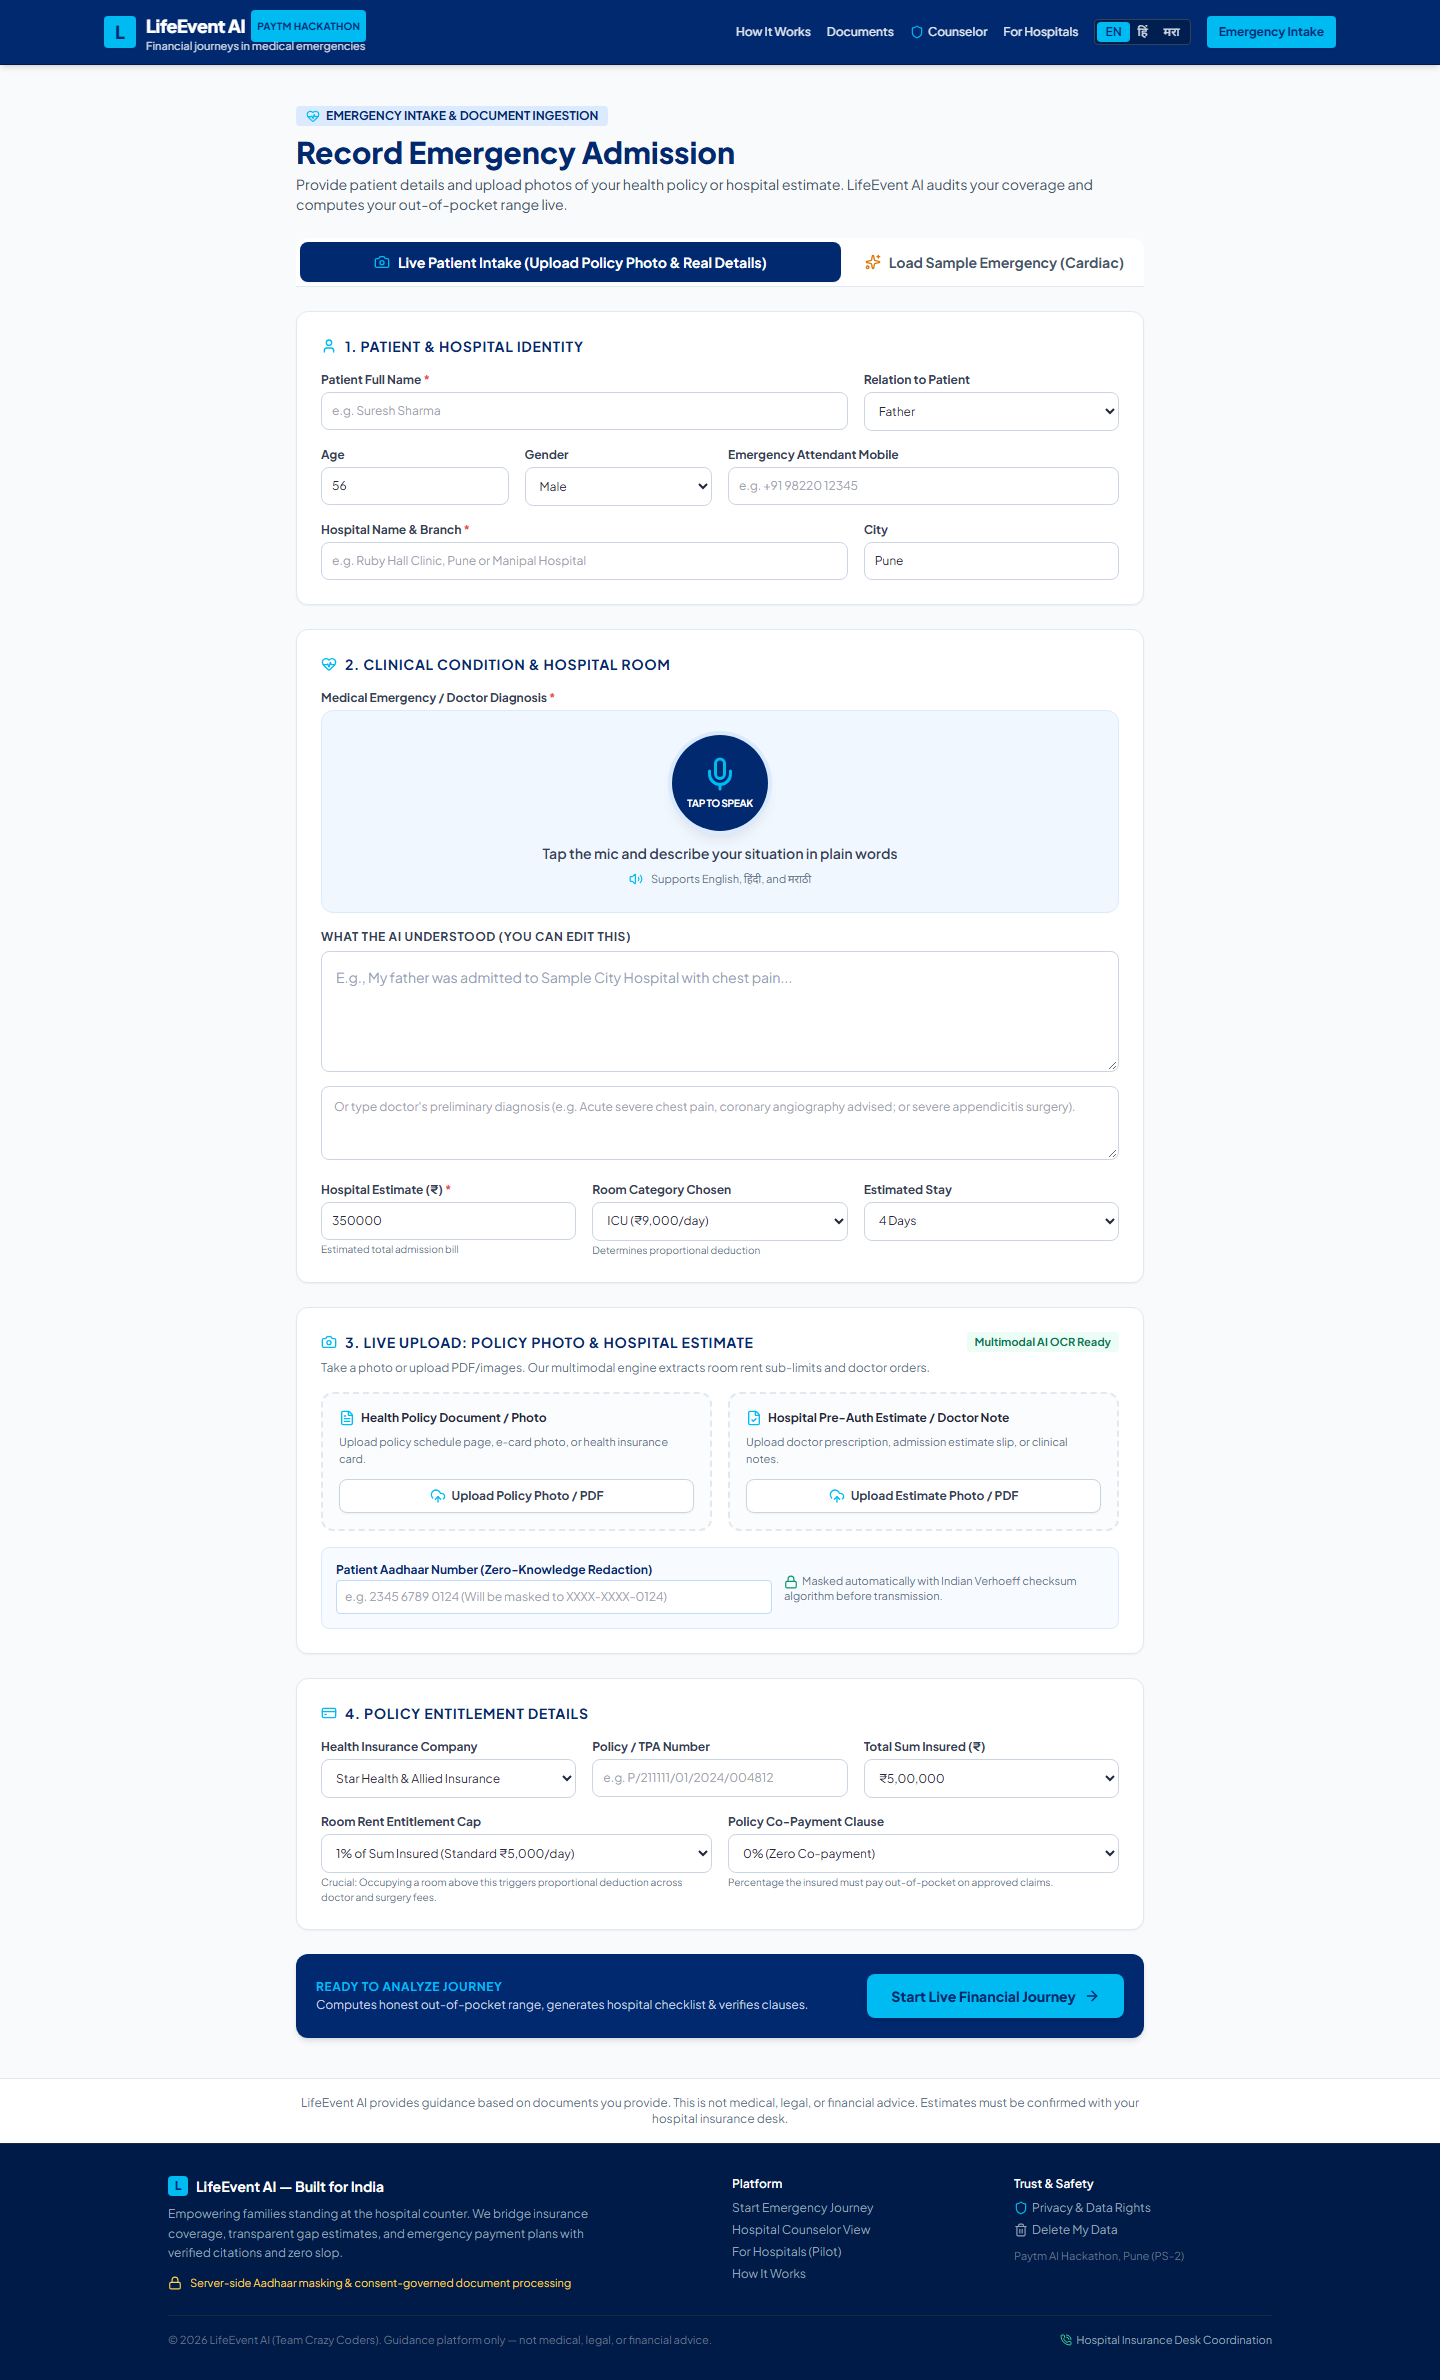 L
LifeEvent AI
PAYTM HACKATHON
Financial journeys in medical emergencies
How It Works
Documents
Counselor
For Hospitals
EN
हिं
मरा
Emergency Intake
EMERGENCY INTAKE & DOCUMENT INGESTION
Record Emergency Admission
Provide patient details and upload photos of your health policy or hospital estimate. LifeEvent AI audits your coverage and
computes your out-of-pocket range live.
Live Patient Intake (Upload Policy Photo & Real Details)
Load Sample Emergency (Cardiac)
1. PATIENT & HOSPITAL IDENTITY
Patient Full Name *
Relation to Patient
e.g. Suresh Sharma
Father
Age
Gender
Emergency Attendant Mobile
56
Male
e.g. +91 98220 12345
Hospital Name & Branch *
City
e.g. Ruby Hall Clinic, Pune or Manipal Hospital
Pune
2. CLINICAL CONDITION & HOSPITAL ROOM
Medical Emergency / Doctor Diagnosis *
TAP TO SPEAK
Tap the mic and describe your situation in plain words
Supports English, हिंदी, and मराठी
WHAT THE AI UNDERSTOOD (YOU CAN EDIT THIS)
E.g., My father was admitted to Sample City Hospital with chest pain...
Or type doctor's preliminary diagnosis (e.g. Acute severe chest pain, coronary angiography advised; or severe appendicitis surgery).
Hospital Estimate (₹) *
Room Category Chosen
Estimated Stay
350000
ICU (₹9,000/day)
4 Days
Estimated total admission bill
Determines proportional deduction
3. LIVE UPLOAD: POLICY PHOTO & HOSPITAL ESTIMATE
Multimodal AI OCR Ready
Take a photo or upload PDF/images. Our multimodal engine extracts room rent sub-limits and doctor orders.
Health Policy Document / Photo
Upload policy schedule page, e-card photo, or health insurance
card.
Upload Policy Photo / PDF
Hospital Pre-Auth Estimate / Doctor Note
Upload doctor prescription, admission estimate slip, or clinical
notes.
Upload Estimate Photo / PDF
Patient Aadhaar Number (Zero-Knowledge Redaction)
e.g. 2345 6789 0124 (Will be masked to XXXX-XXXX-0124)
Masked automatically with Indian Verhoeff checksum
algorithm before transmission.
4. POLICY ENTITLEMENT DETAILS
Health Insurance Company
Policy / TPA Number
Total Sum Insured (₹)
Star Health & Allied Insurance
e.g. P/211111/01/2024/004812
₹5,00,000
Room Rent Entitlement Cap
Policy Co-Payment Clause
1% of Sum Insured (Standard ₹5,000/day)
0% (Zero Co-payment)
Crucial: Occupying a room above this triggers proportional deduction across
doctor and surgery fees.
Percentage the insured must pay out-of-pocket on approved claims.
READY TO ANALYZE JOURNEY
Computes honest out-of-pocket range, generates hospital checklist & verifies clauses.
Start Live Financial Journey
LifeEvent AI provides guidance based on documents you provide. This is not medical, legal, or financial advice. Estimates must be confirmed with your
hospital insurance desk.
L
LifeEvent AI — Built for India
Empowering families standing at the hospital counter. We bridge insurance
coverage, transparent gap estimates, and emergency payment plans with
verified citations and zero slop.
Server-side Aadhaar masking & consent-governed document processing
Platform
Start Emergency Journey
Hospital Counselor View
For Hospitals (Pilot)
How It Works
Trust & Safety
Privacy & Data Rights
Delete My Data
Paytm AI Hackathon, Pune (PS-2)
© 2026 LifeEvent AI (Team Crazy Coders). Guidance platform only — not medical, legal, or financial advice.
Hospital Insurance Desk Coordination